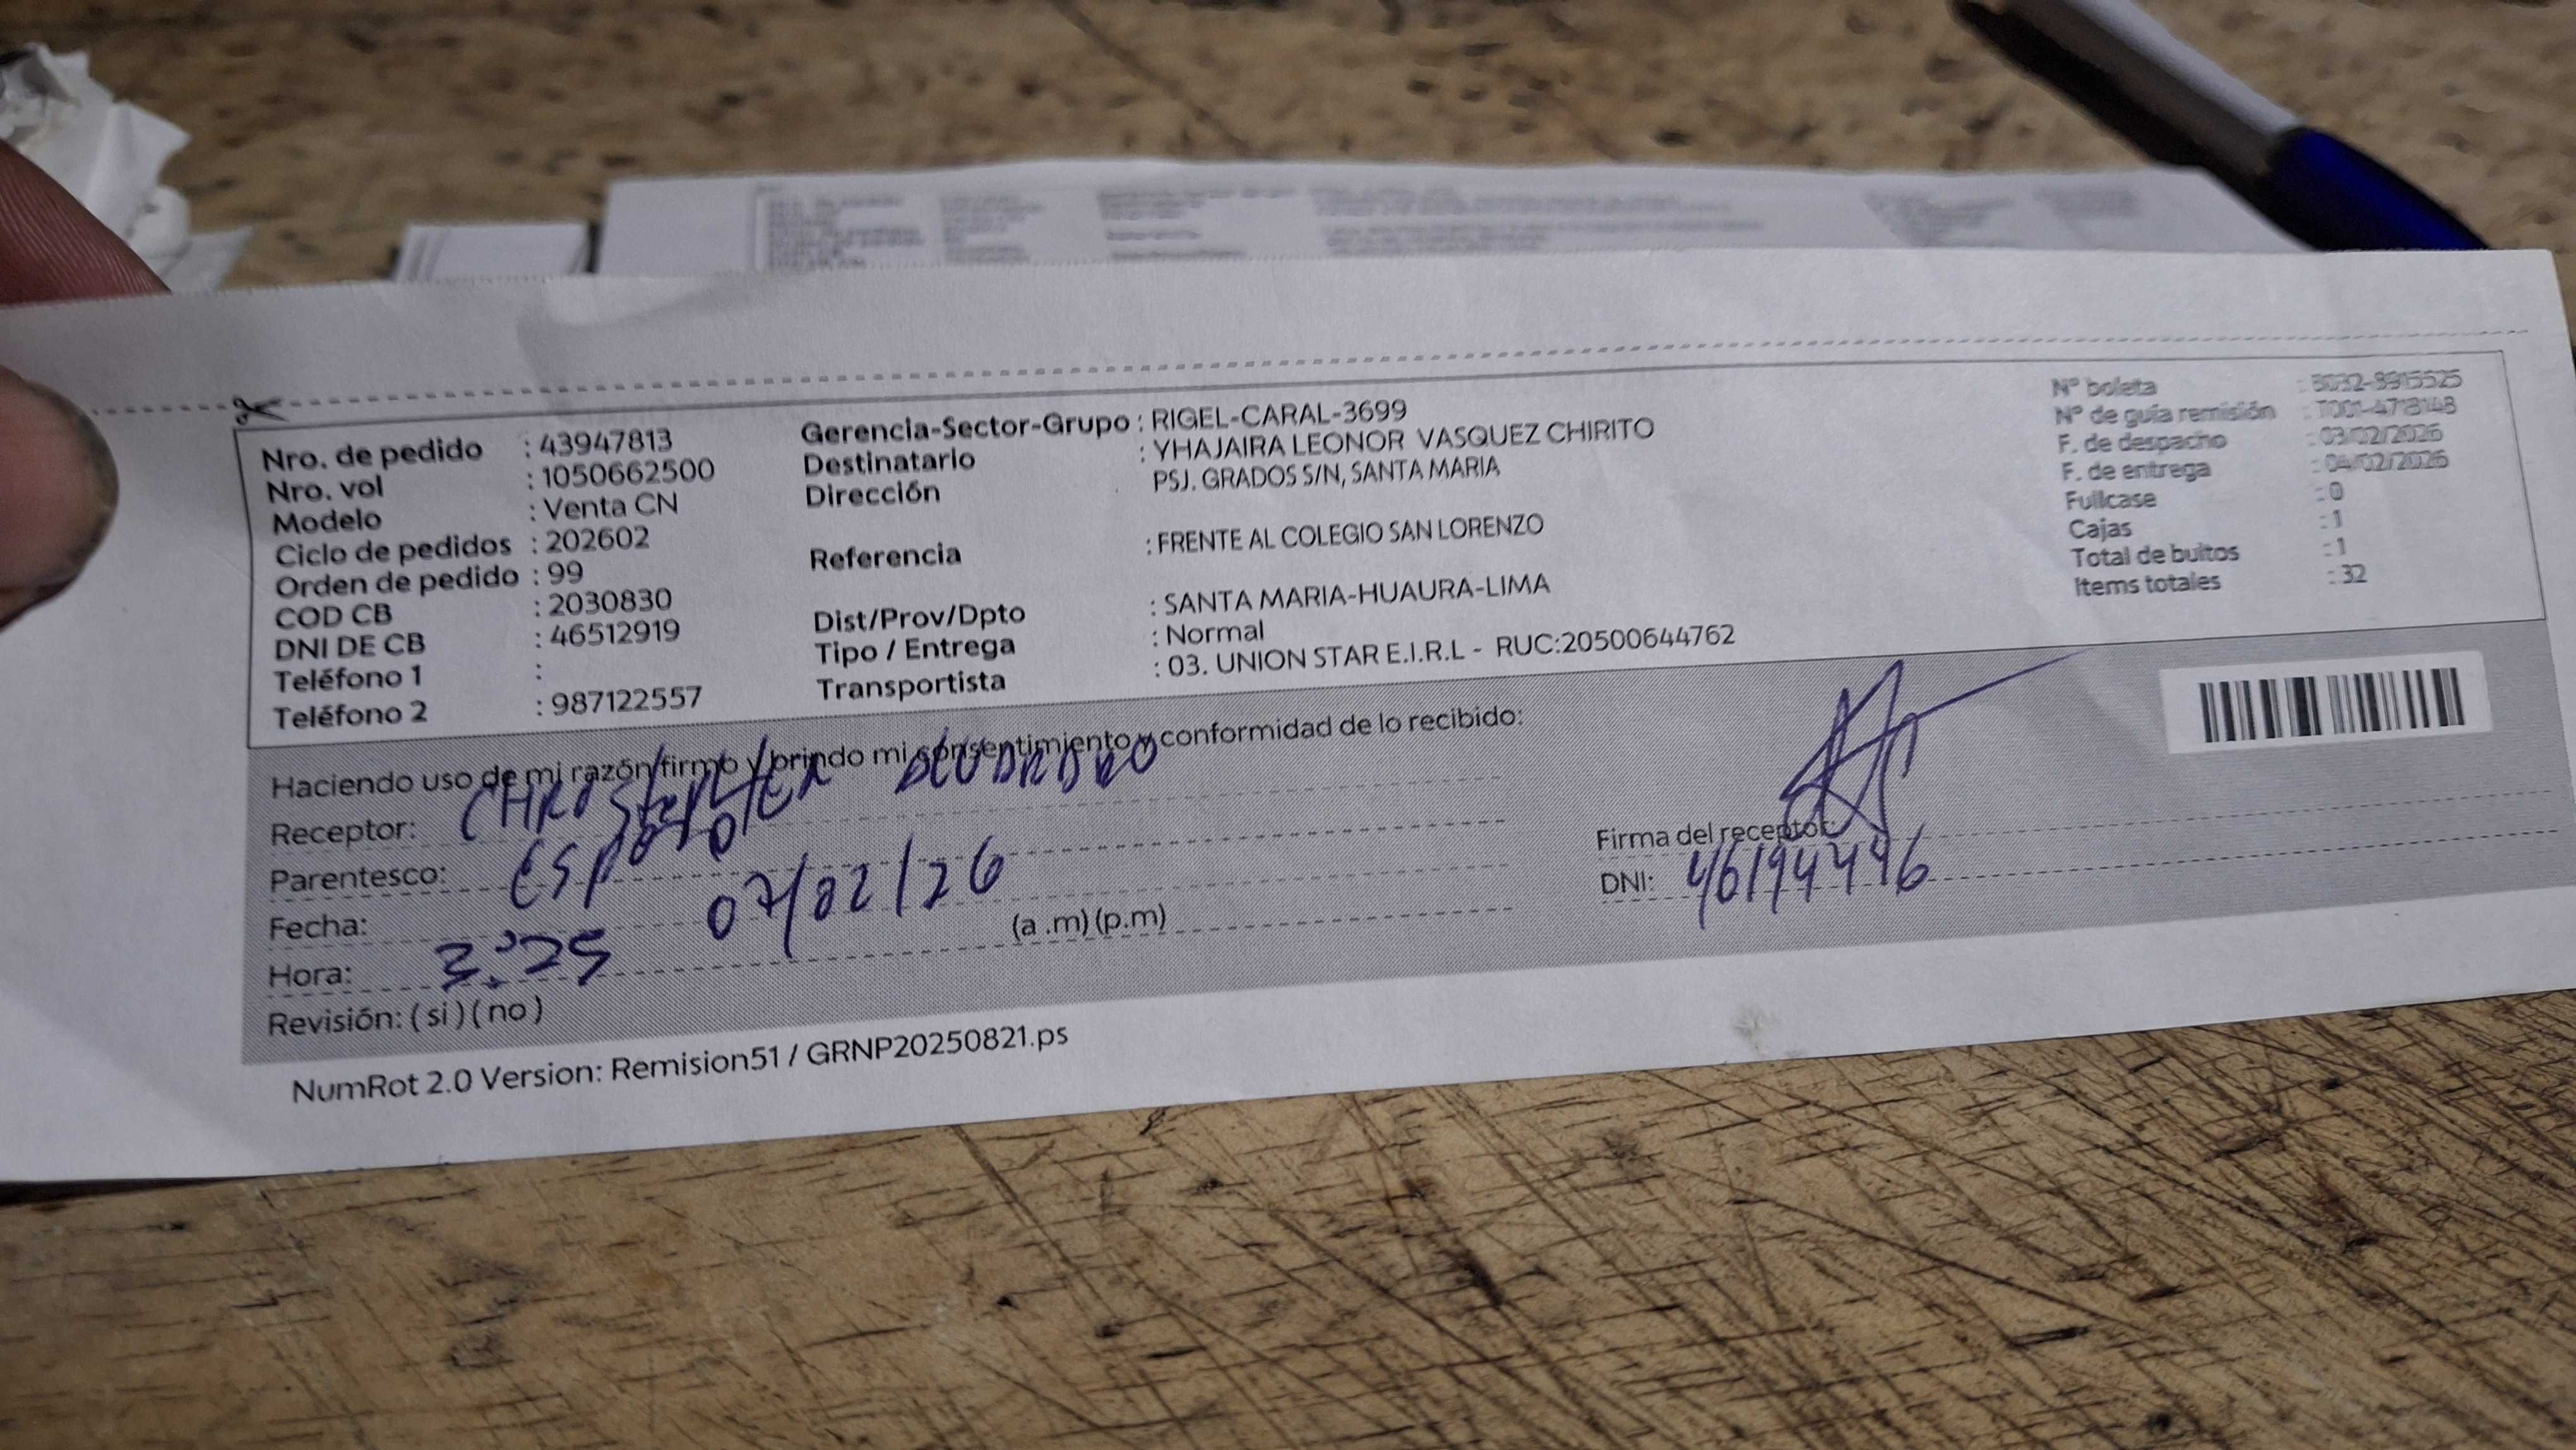 Nro. de pedido : 43947813
Nro. vol : 1050662500
Modelo : Venta CN
Ciclo de pedidos : 202602
Orden de pedido : 99
COD CB : 2030830
DNI DE CB : 46512919
Teléfono 1 :
Teléfono 2 : 987122557
Gerencia-Sector-Grupo : RIGEL-CARAL-3699
Destinatario : YHAJAIRA LEONOR VASQUEZ CHIRITO
Dirección PSJ. GRADOS S/N, SANTA MARIA
Referencia : FRENTE AL COLEGIO SAN LORENZO
Dist/Prov/Dpto : SANTA MARIA-HUAURA-LIMA
Tipo / Entrega : Normal
Transportista : 03. UNION STAR E.I.R.L - RUC:20500644762
N° boleta : B032-8915525
N° de guía remisión : T001-4718148
F. de despacho : 03/02/2026
F. de entrega : 04/02/2026
Fullcase : 0
Cajas : 1
Total de bultos : 1
Items totales : 32
Haciendo uso de mi razón firmo y brindo mi consentimiento y conformidad de lo recibido:
Receptor:
Parentesco: ESPOSO
Fecha: 07/02/26
Hora: 3:25 (a .m) (p.m)
Revisión: ( si ) ( no )
Firma del receptor:
DNI: 46194496
NumRot 2.0 Version: Remision51 / GRNP20250821.ps